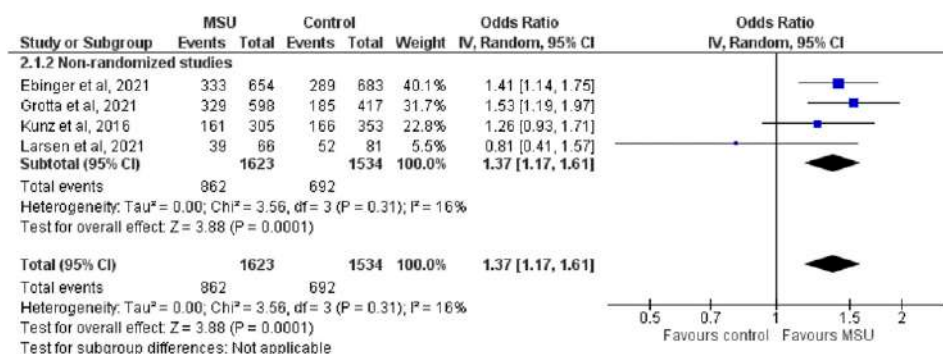 MSU Control Odds Ratio Odds Ratio
Study or Subgroup Events Total Events Total Weight IV, Random, 95% CI IV, Random, 95% CI
2.1.2 Non-randomized studies
Ebinger et al, 2021 333 654 289 683 40.1% 1.41 [1.14, 1.75]
Grotta et al, 2021 329 598 185 417 31.7% 1.53 [1.19, 1.97]
Kunz et al, 2016 161 305 166 353 22.8% 1.26 [0.93, 1.71]
Larsen et al, 2021 39 66 52 81 5.5% 0.81 [0.41, 1.57]
Subtotal (95% CI) 1623 1534 100.0% 1.37 [1.17, 1.61]
Total events 862 692
Heterogeneity: Tau² = 0.00; Chi² = 3.56, df = 3 (P = 0.31); I² = 16%
Test for overall effect: Z = 3.88 (P = 0.0001)
Total (95% CI) 1623 1534 100.0% 1.37 [1.17, 1.61]
Total events 862 692
Heterogeneity: Tau² = 0.00; Chi² = 3.56, df = 3 (P = 0.31); I² = 16%
Test for overall effect: Z = 3.88 (P = 0.0001)
Test for subgroup differences: Not applicable
0.5 0.7 1 1.5 2
Favours control Favours MSU